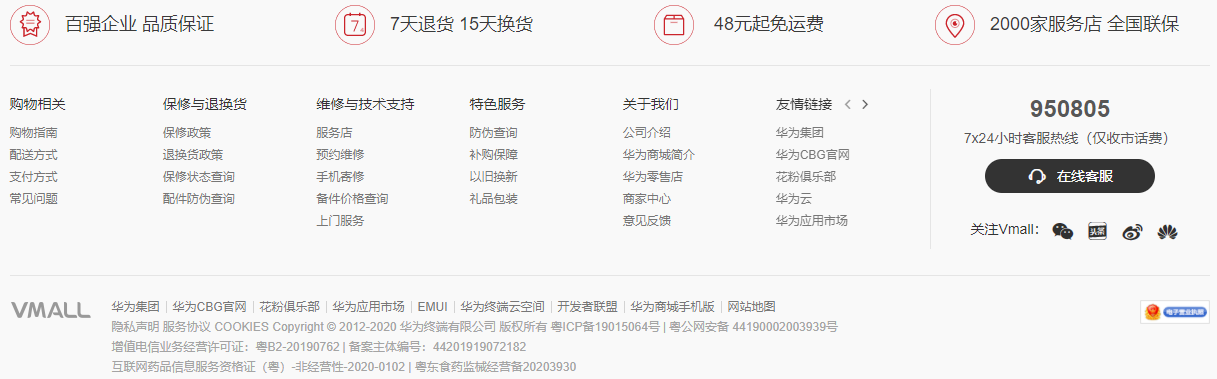 百强企业 品质保证
7天退货 15天换货
48元起免运费
2000家服务店 全国联保
购物相关
购物指南
配送方式
支付方式
常见问题
保修与退换货
保修政策
退换货政策
保修状态查询
配件防伪查询
维修与技术支持
服务店
预约维修
手机寄修
备件价格查询
上门服务
特色服务
防伪查询
补购保障
以旧换新
礼品包装
关于我们
公司介绍
华为商城简介
华为零售店
商家中心
意见反馈
友情链接
华为集团
华为CBG官网
花粉俱乐部
华为云
华为应用市场
950805
7x24小时客服热线（仅收市话费）
在线客服
关注Vmall：
头条
VMALL
华为集团 华为CBG官网 花粉俱乐部 华为应用市场 EMUI 华为终端云空间 开发者联盟 华为商城手机版 网站地图
隐私声明 服务协议 COOKIES Copyright © 2012-2020 华为终端有限公司 版权所有 粤ICP备19015064号 | 粤公网安备 44190002003939号
增值电信业务经营许可证：粤B2-20190762 | 备案主体编号：44201919072182
互联网药品信息服务资格证（粤）-非经营性-2020-0102 | 粤东食药监械经营备20203930
电子营业执照